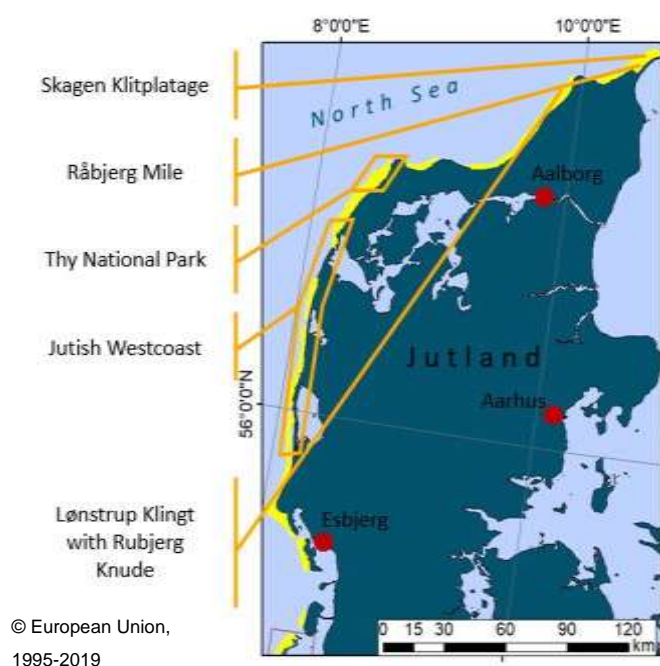 8°0'0"E
10°0'0"E
Skagen Klitplatage
North Sea
Råbjerg Mile
Aalborg
Thy National Park
Jutish Westcoast
Jutland
56°0'0"N
Aarhus
Lønstrup Klingt
with Rubjerg
Knude
Esbjerg
© European Union,
1995-2019
0 15 30 60 90 120
km